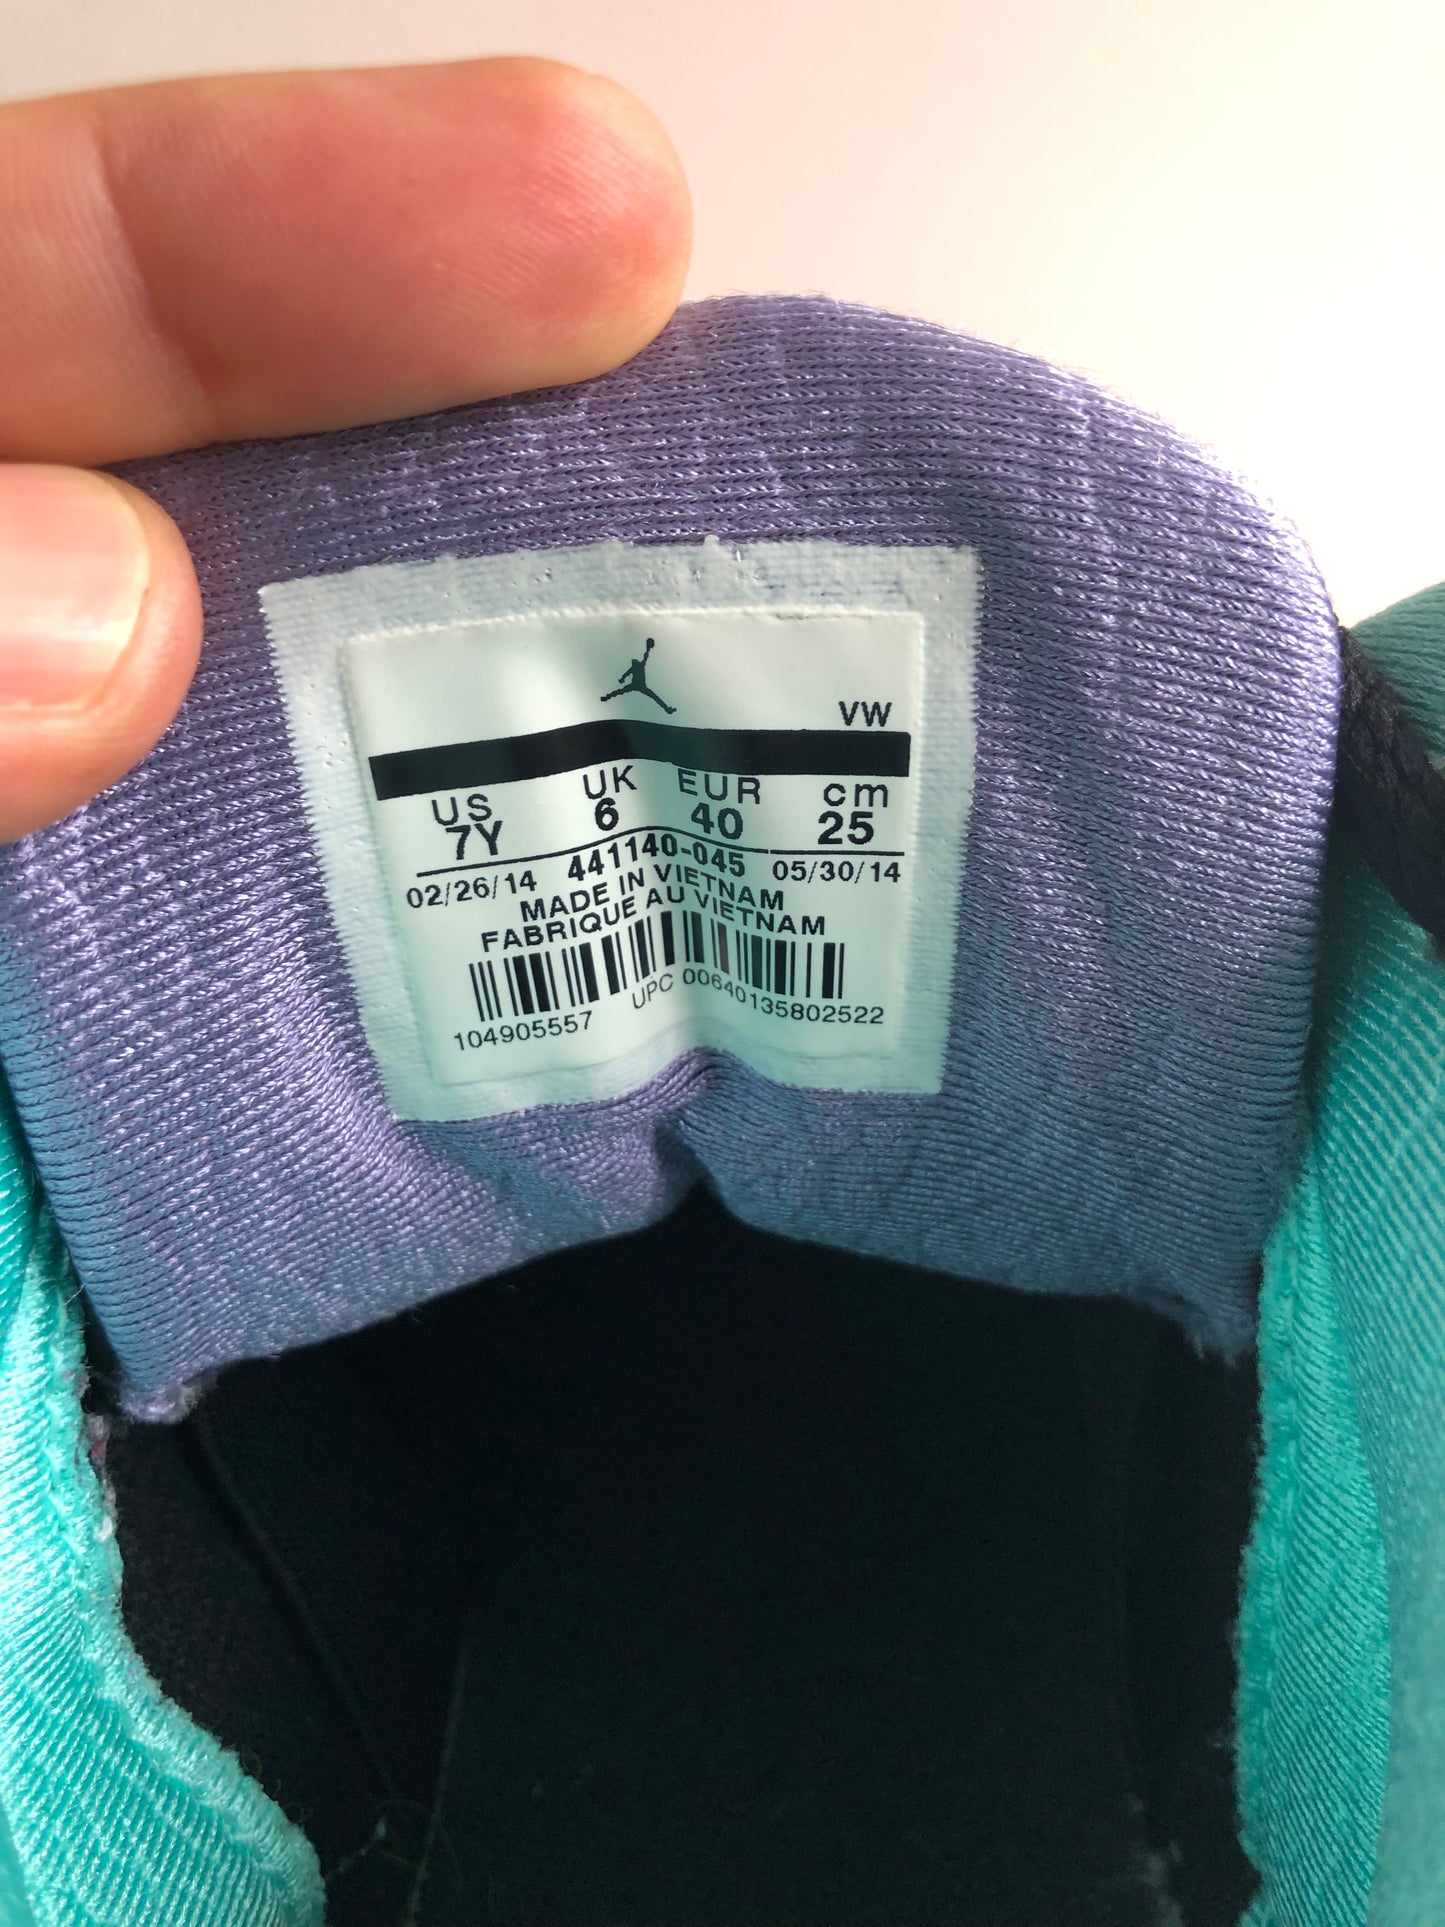 VW
US UK EUR cm
7Y 6 40 25
02/26/14 441140-045 05/30/14
MADE IN VIETNAM
FABRIQUE AU VIETNAM
104905557 UPC 00640135802522